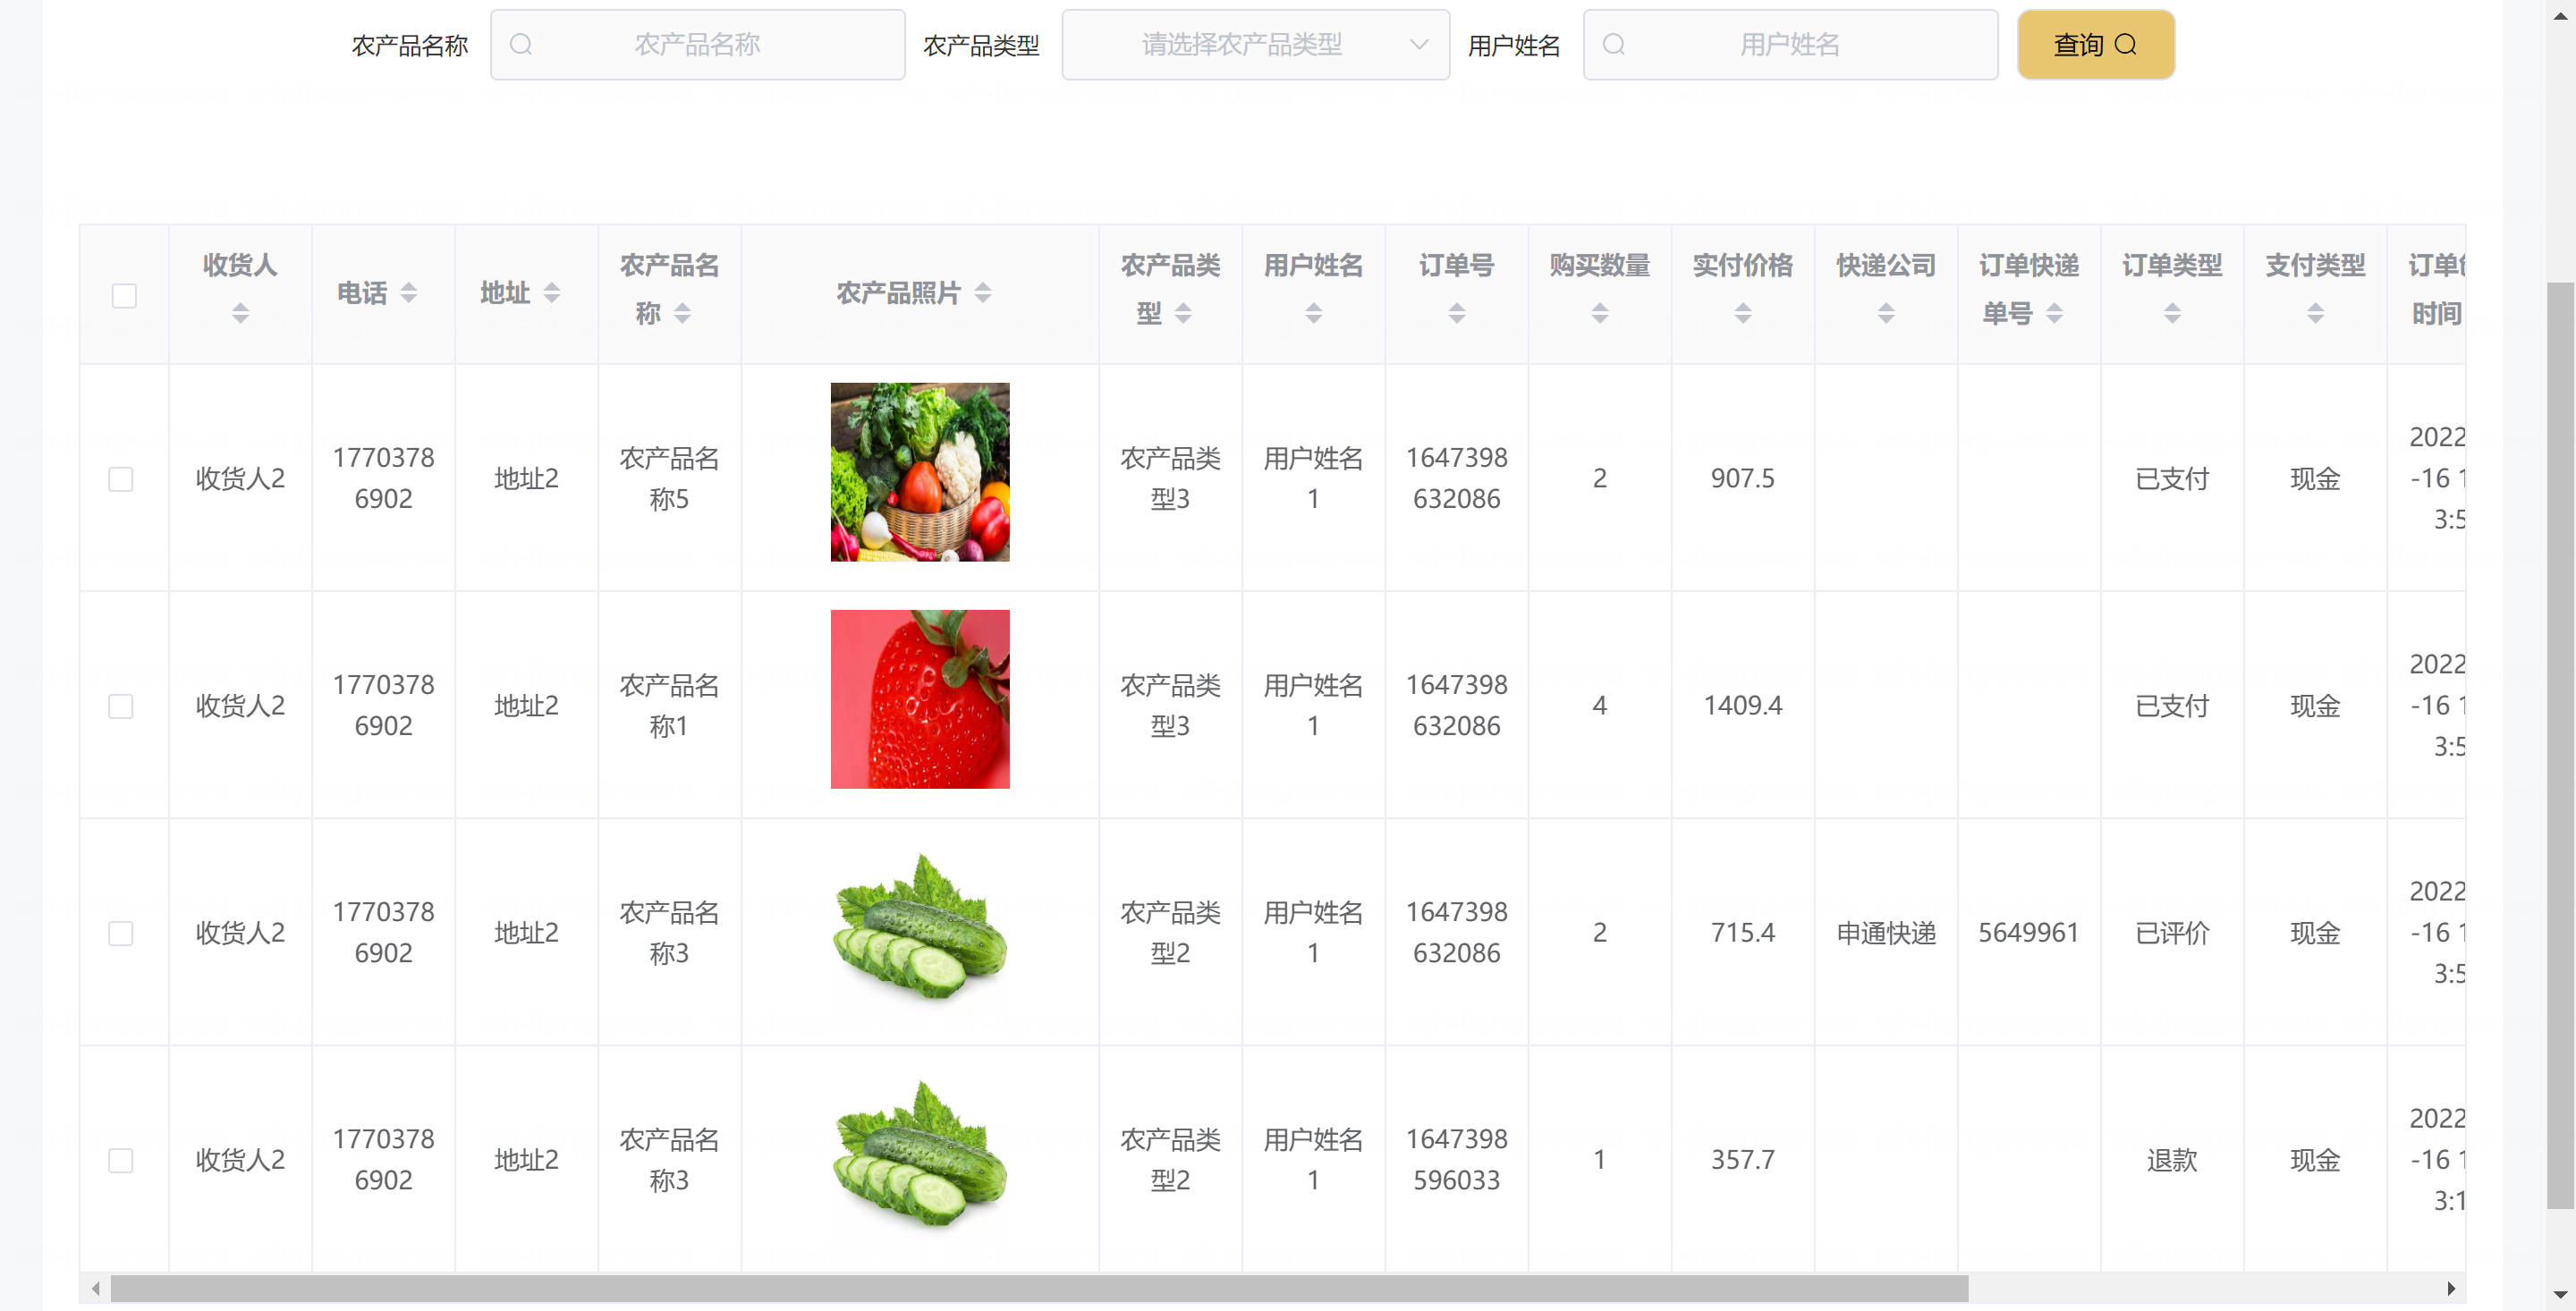 农产品名称 农产品名称 农产品类型 请选择农产品类型 用户姓名 用户姓名 查询
收货人 电话 地址 农产品名称 农产品照片 农产品类型 用户姓名 订单号 购买数量 实付价格 快递公司 订单快递单号 订单类型 支付类型 订单 时间
收货人2 17703786902 地址2 农产品名称5 农产品类型3 用户姓名1 1647398632086 2 907.5 已支付 现金 2022-16 1 3:5
收货人2 17703786902 地址2 农产品名称1 农产品类型3 用户姓名1 1647398632086 4 1409.4 已支付 现金 2022-16 1 3:5
收货人2 17703786902 地址2 农产品名称3 农产品类型2 用户姓名1 1647398632086 2 715.4 申通快递 5649961 已评价 现金 2022-16 1 3:5
收货人2 17703786902 地址2 农产品名称3 农产品类型2 用户姓名1 1647398596033 1 357.7 退款 现金 2022-16 1 3:1